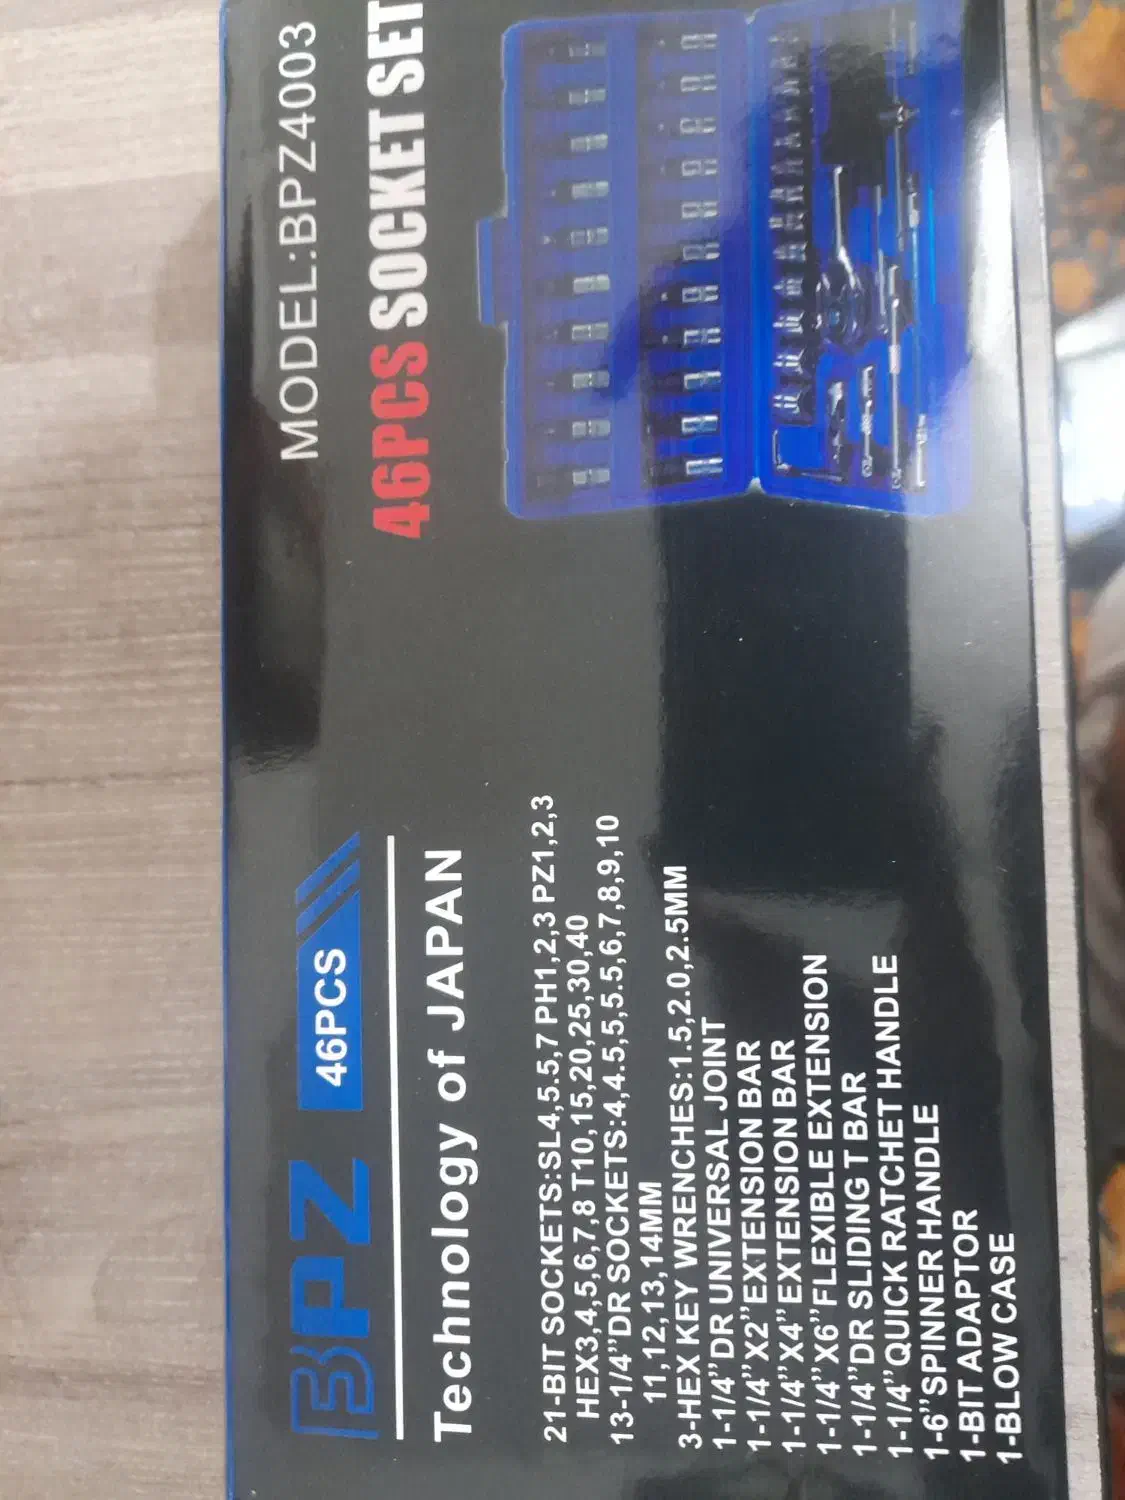 BPZ 46PCS
Technology of JAPAN
21-BIT SOCKETS:SL4,5.5,7 PH1,2,3 PZ1,2,3
HEX3,4,5,6,7,8 T10,15,20,25,30,40
13-1/4”DR SOCKETS:4,4.5,5,5.5,6,7,8,9,10
11,12,13,14MM
3-HEX KEY WRENCHES:1.5,2.0,2.5MM
1-1/4”DR UNIVERSAL JOINT
1-1/4”X2”EXTENSION BAR
1-1/4”X4”EXTENSION BAR
1-1/4”X6”FLEXIBLE EXTENSION
1-1/4”DR SLIDING T BAR
1-1/4”QUICK RATCHET HANDLE
1-6”SPINNER HANDLE
1-BIT ADAPTOR
1-BLOW CASE
MODEL:BPZ4003
46PCS SOCKET SET